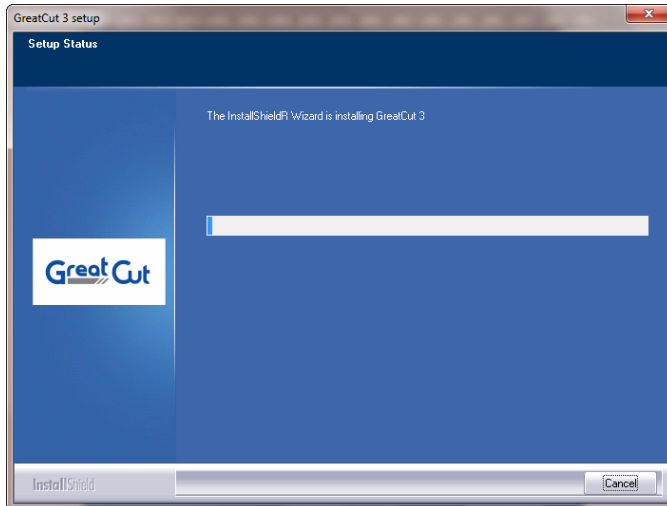 GreatCut 3 setup
Setup Status
The InstallShieldR Wizard is installing GreatCut 3
Great Cut
InstallShield
Cancel